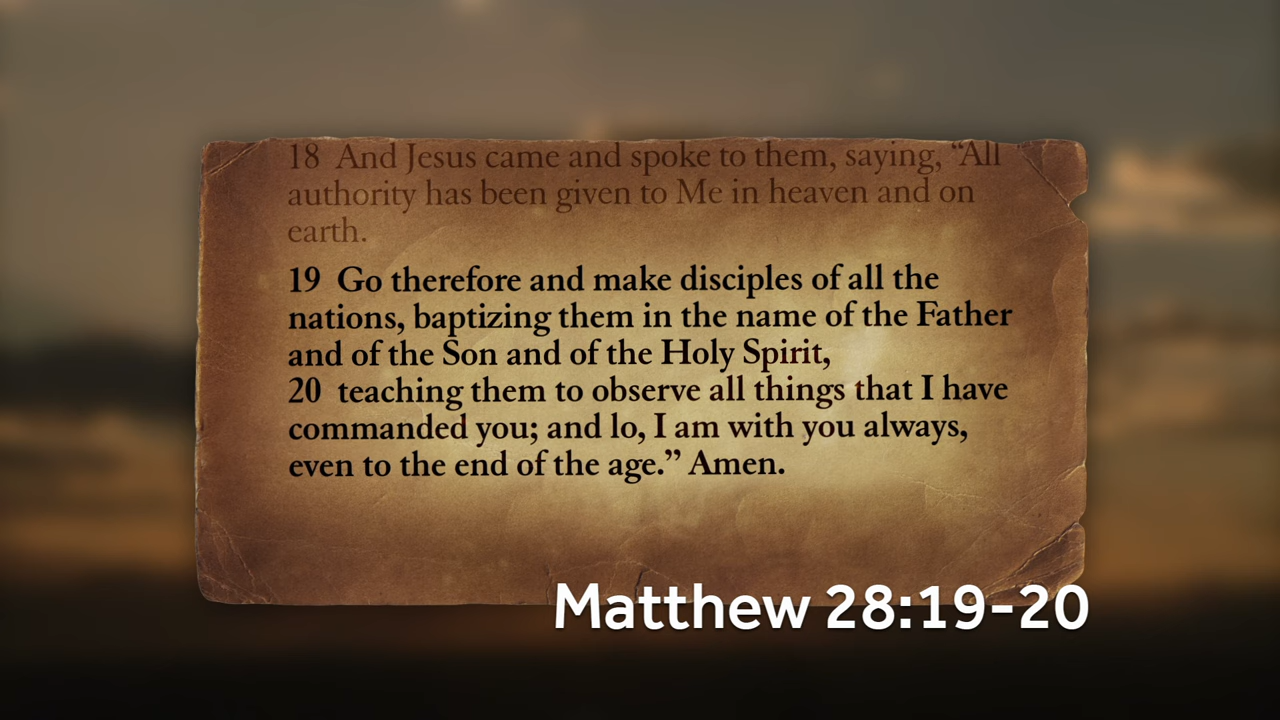 18 And Jesus came and spoke to them, saying, “All
authority has been given to Me in heaven and on
earth.
19 Go therefore and make disciples of all the
nations, baptizing them in the name of the Father
and of the Son and of the Holy Spirit,
20 teaching them to observe all things that I have
commanded you; and lo, I am with you always,
even to the end of the age.” Amen.
Matthew 28:19-20